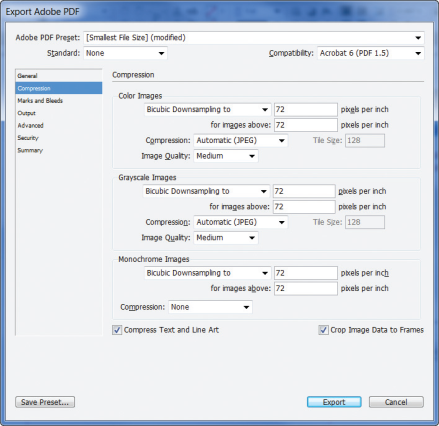 Export Adobe PDF
Adobe PDF Preset: [Smallest File Size] (modified)
Standard: None Compatibility: Acrobat 6 (PDF 1.5)
General
Compression
Marks and Bleeds
Output
Advanced
Security
Summary
Compression
Color Images
Bicubic Downsampling to 72 pixels per inch
for images above: 72 pixels per inch
Compression: Automatic (JPEG) Tile Size: 128
Image Quality: Medium
Grayscale Images
Bicubic Downsampling to 72 pixels per inch
for images above: 72 pixels per inch
Compression: Automatic (JPEG) Tile Size: 128
Image Quality: Medium
Monochrome Images
Bicubic Downsampling to 72 pixels per inch
for images above: 72 pixels per inch
Compression: None
Compress Text and Line Art Crop Image Data to Frames
Save Preset... Export Cancel